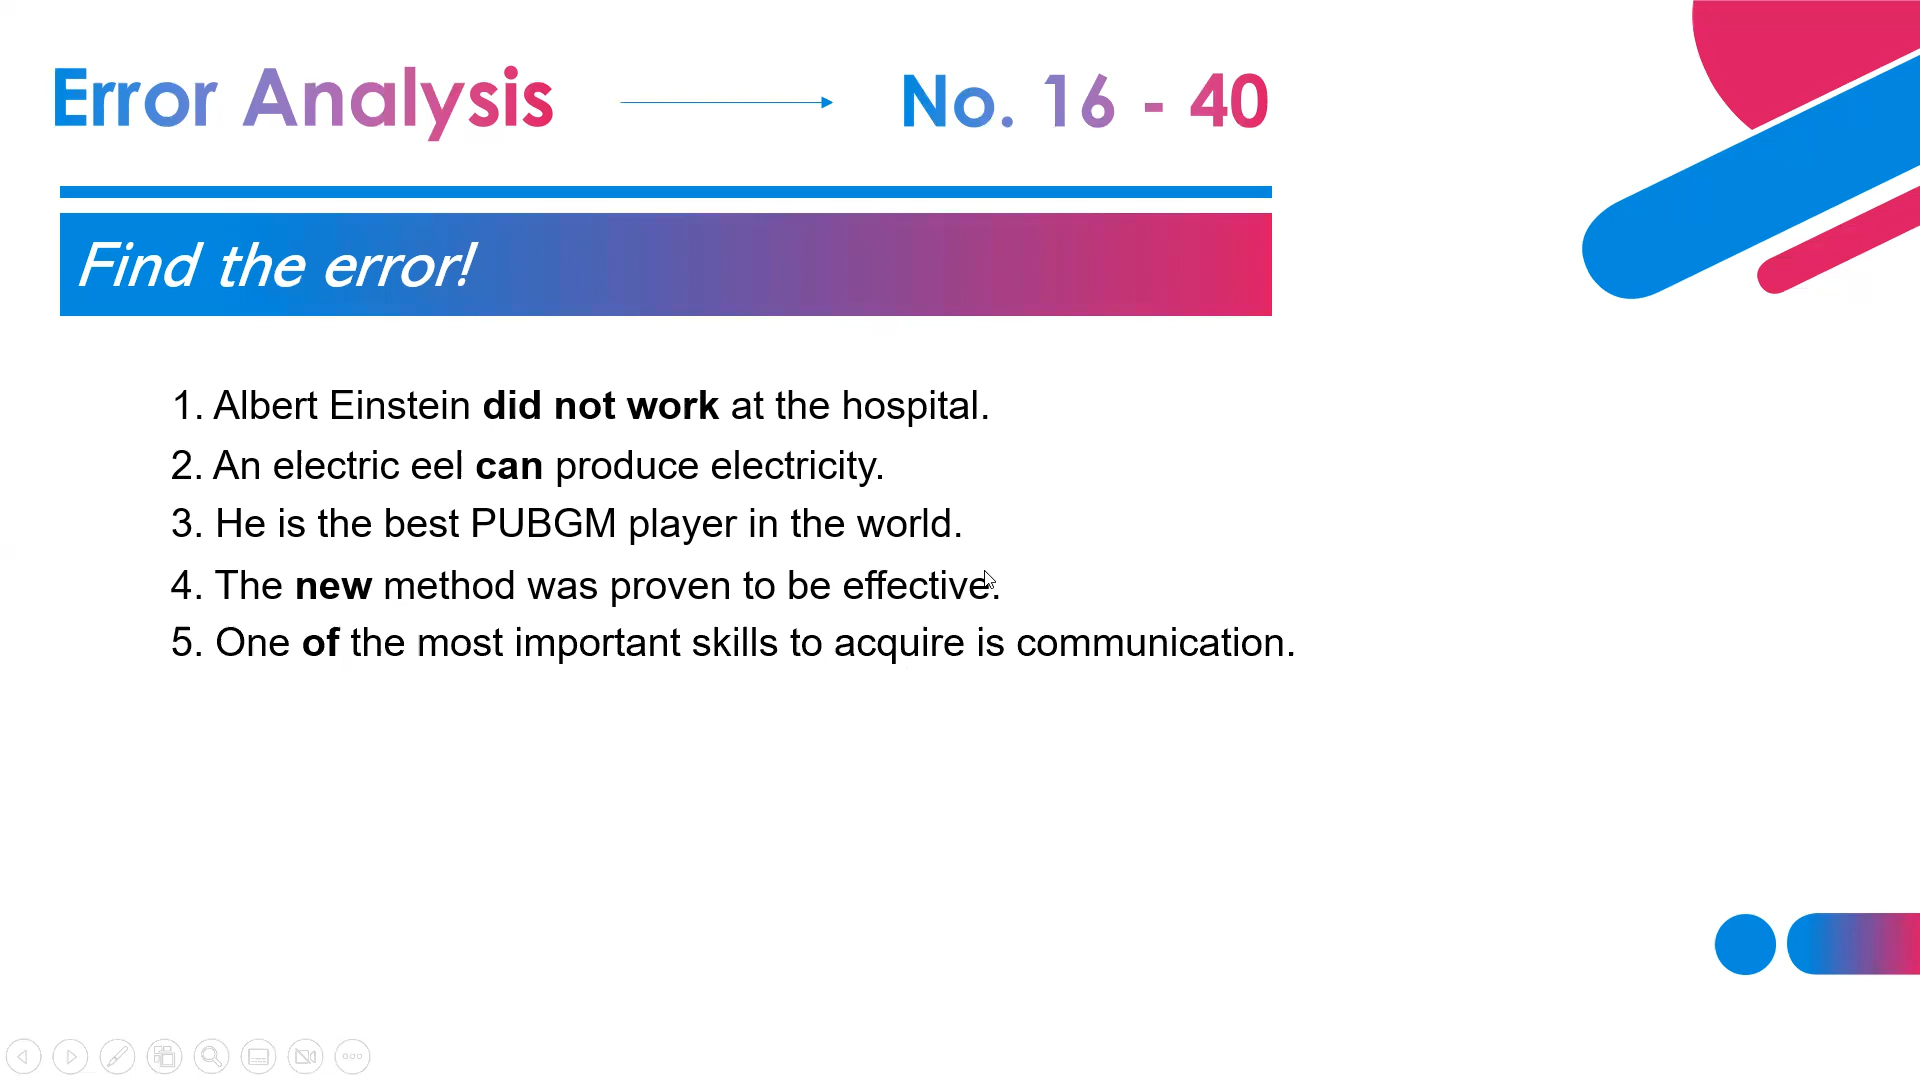 Error Analysis No. 16 - 40
Find the error!
1. Albert Einstein did not work at the hospital.
2. An electric eel can produce electricity.
3. He is the best PUBGM player in the world.
4. The new method was proven to be effective.
5. One of the most important skills to acquire is communication.